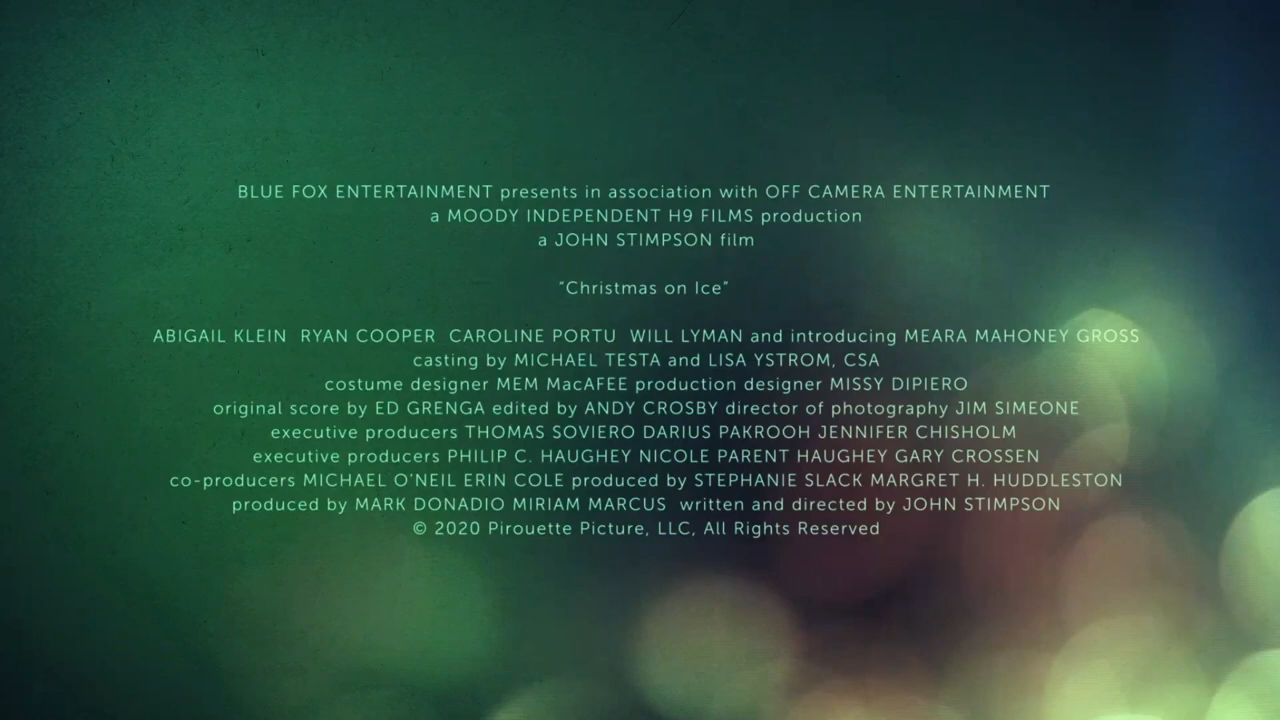 BLUE FOX ENTERTAINMENT presents in association with OFF CAMERA ENTERTAINMENT
a MOODY INDEPENDENT H9 FILMS production
a JOHN STIMPSON film
"Christmas on Ice"
ABIGAIL KLEIN RYAN COOPER CAROLINE PORTU WILL LYMAN and introducing MEARA MAHONEY GROSS
casting by MICHAEL TESTA and LISA YSTROM, CSA
costume designer MEM MacAFEE production designer MISSY DIPIERO
original score by ED GRENGA edited by ANDY CROSBY director of photography JIM SIMEONE
executive producers THOMAS SOVIERO DARIUS PAKROOH JENNIFER CHISHOLM
executive producers PHILIP C. HAUGHEY NICOLE PARENT HAUGHEY GARY CROSSEN
co-producers MICHAEL O'NEIL ERIN COLE produced by STEPHANIE SLACK MARGRET H. HUDDLESTON
produced by MARK DONADIO MIRIAM MARCUS written and directed by JOHN STIMPSON
© 2020 Pirouette Picture, LLC, All Rights Reserved